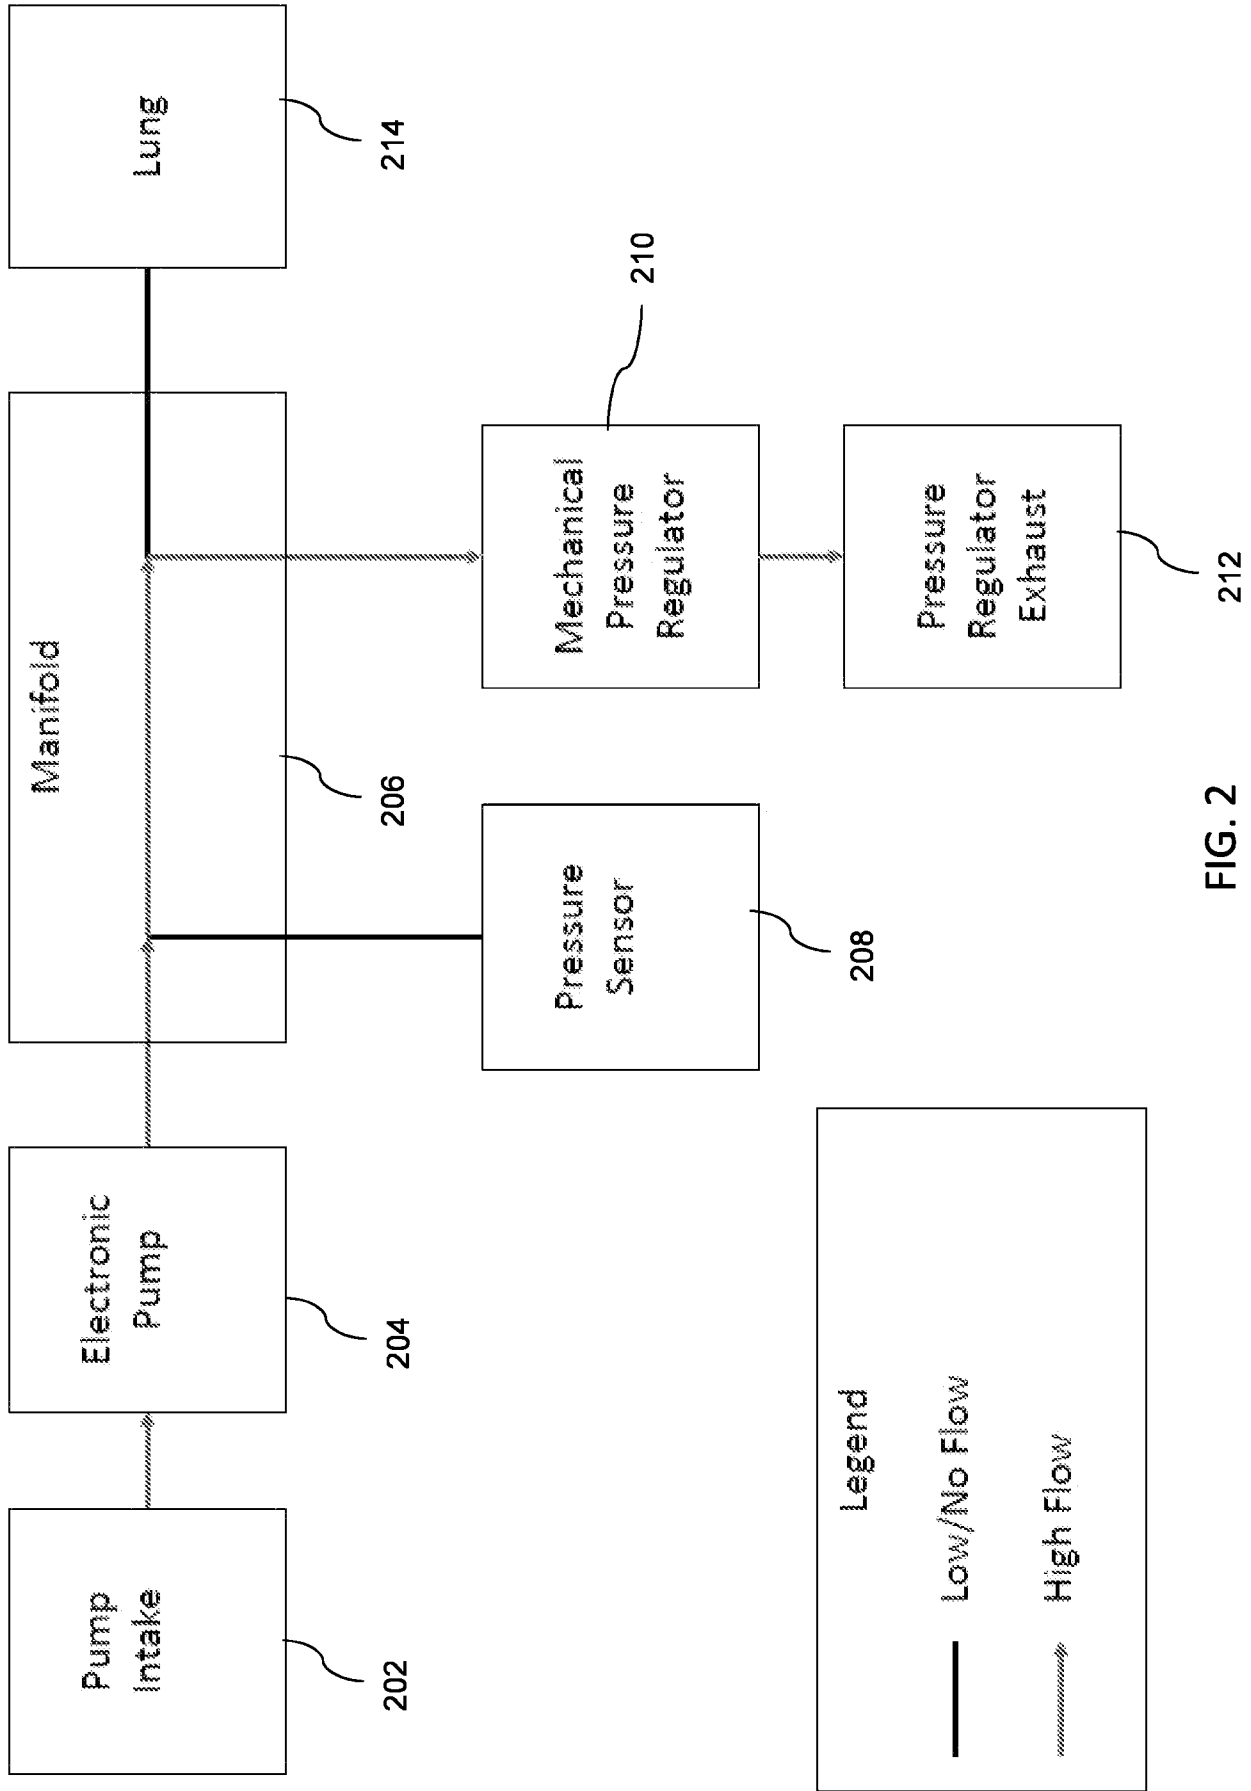 Pump
Intake
202
Electronic
Pump
204
Manifold
206
Lung
214
Pressure
Sensor
208
Mechanical
Pressure
Regulator
210
Pressure
Regulator
Exhaust
212
Legend
Low/No Flow
High Flow
FIG. 2